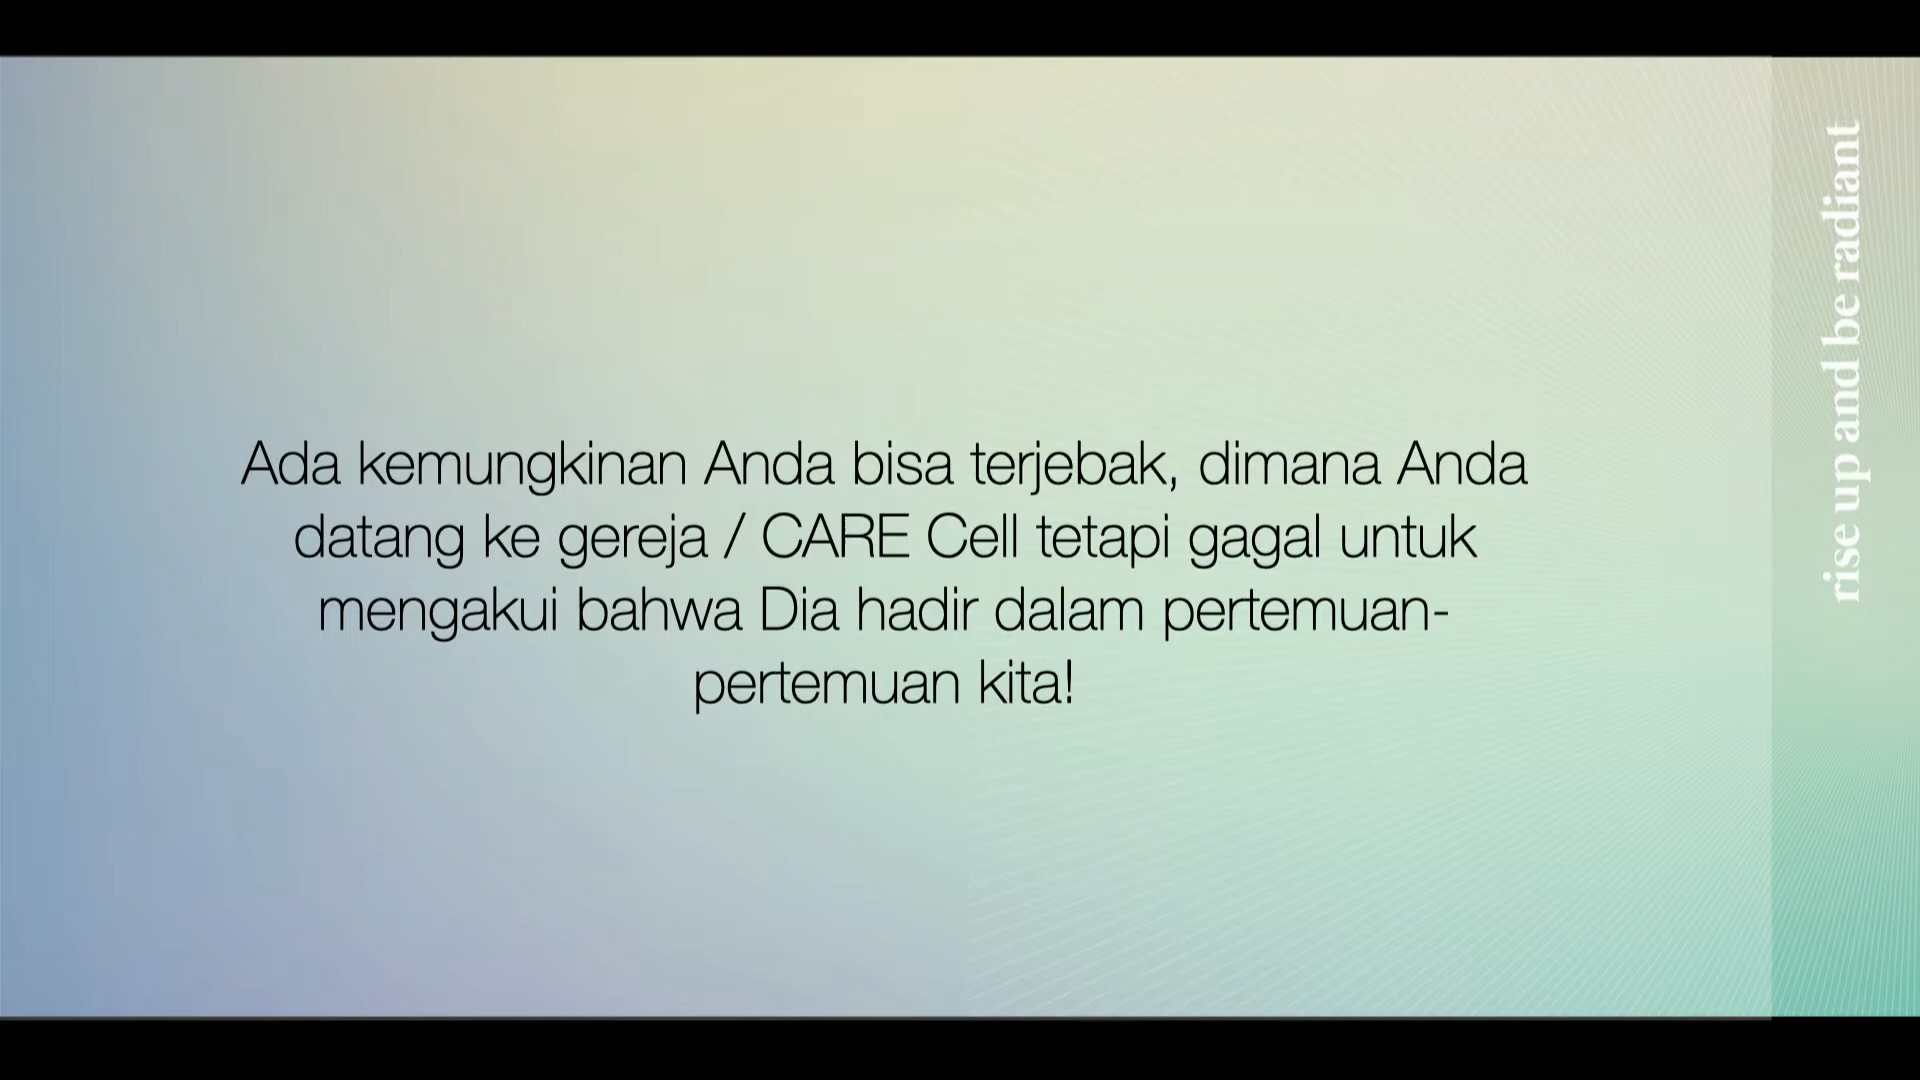 Ada kemungkinan Anda bisa terjebak, dimana Anda
datang ke gereja / CARE Cell tetapi gagal untuk
mengakui bahwa Dia hadir dalam pertemuan-
pertemuan kita!
rise up and be radiant